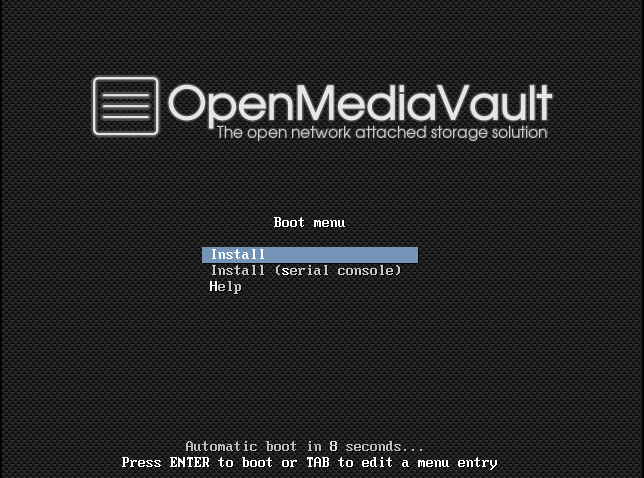 OpenMediaVault
The open network attached storage solution
Boot menu
Install
Install (serial console)
Help
Automatic boot in 8 seconds...
Press ENTER to boot or TAB to edit a menu entry